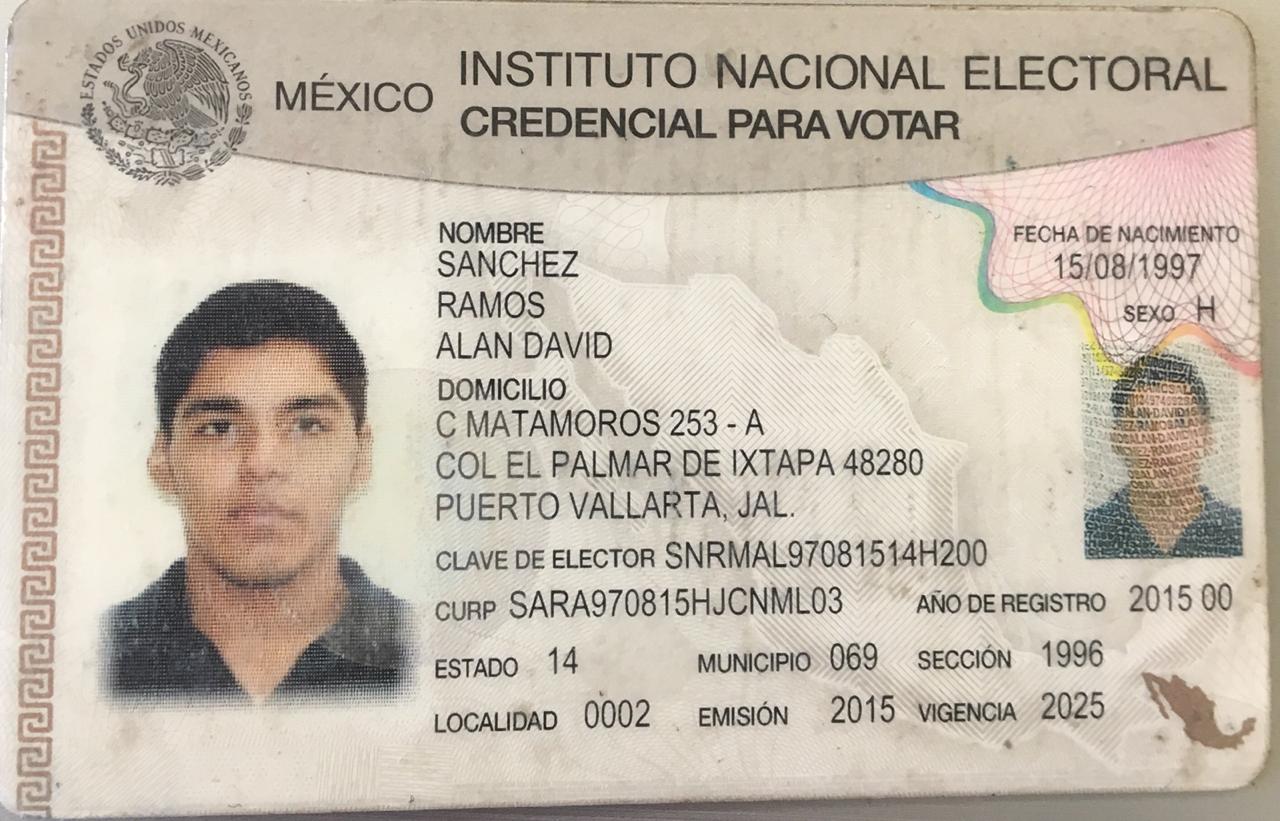 ESTADOS UNIDOS MEXICANOS
MÉXICO
INSTITUTO NACIONAL ELECTORAL
CREDENCIAL PARA VOTAR
NOMBRE
SANCHEZ
RAMOS
ALAN DAVID
FECHA DE NACIMIENTO
15/08/1997
SEXO H
DOMICILIO
C MATAMOROS 253 - A
COL EL PALMAR DE IXTAPA 48280
PUERTO VALLARTA, JAL.
CLAVE DE ELECTOR SNRMAL97081514H200
CURP SARA970815HJCNML03 AÑO DE REGISTRO 2015 00
ESTADO 14 MUNICIPIO 069 SECCIÓN 1996
LOCALIDAD 0002 EMISIÓN 2015 VIGENCIA 2025